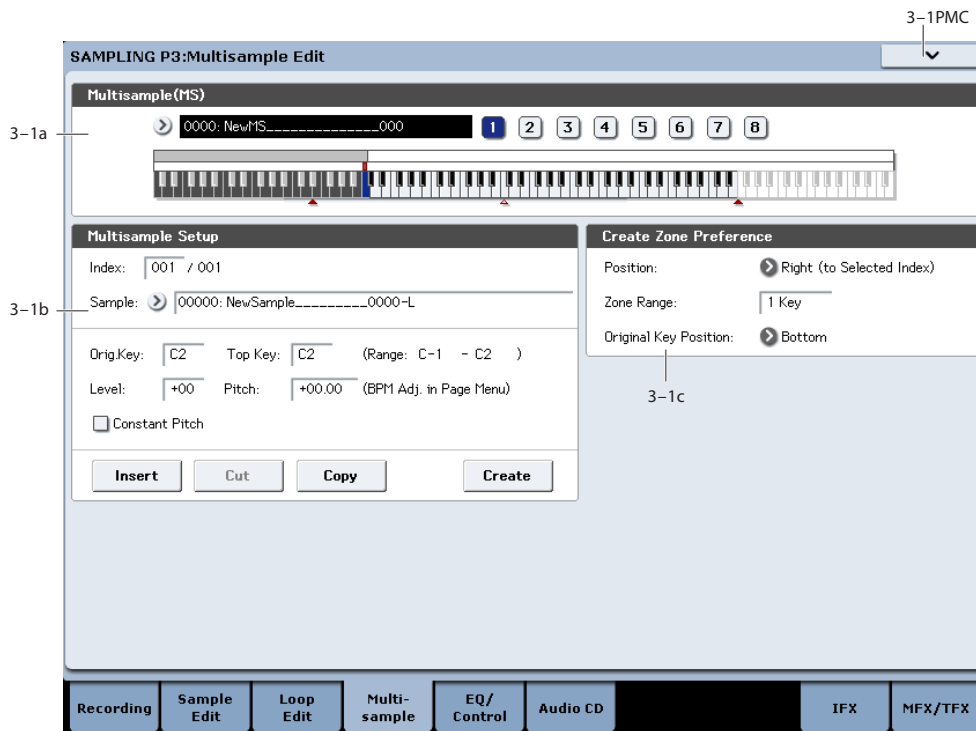 3-1PMC
SAMPLING P3:Multisample Edit
Multisample(MS)
3-1a
0000: NewMS______________000
1 2 3 4 5 6 7 8
Multisample Setup
Index: 001 / 001
3-1b
Sample: 00000: NewSample_________0000-L
Orig.Key: C2 Top Key: C2 (Range: C-1 - C2 )
Level: +00 Pitch: +00.00 (BPM Adj. in Page Menu)
Constant Pitch
Insert Cut Copy Create
Create Zone Preference
Position: Right (to Selected Index)
Zone Range: 1 Key
Original Key Position: Bottom
3-1c
Recording Sample Edit Loop Edit Multi-sample EQ/Control Audio CD IFX MFX/TFX